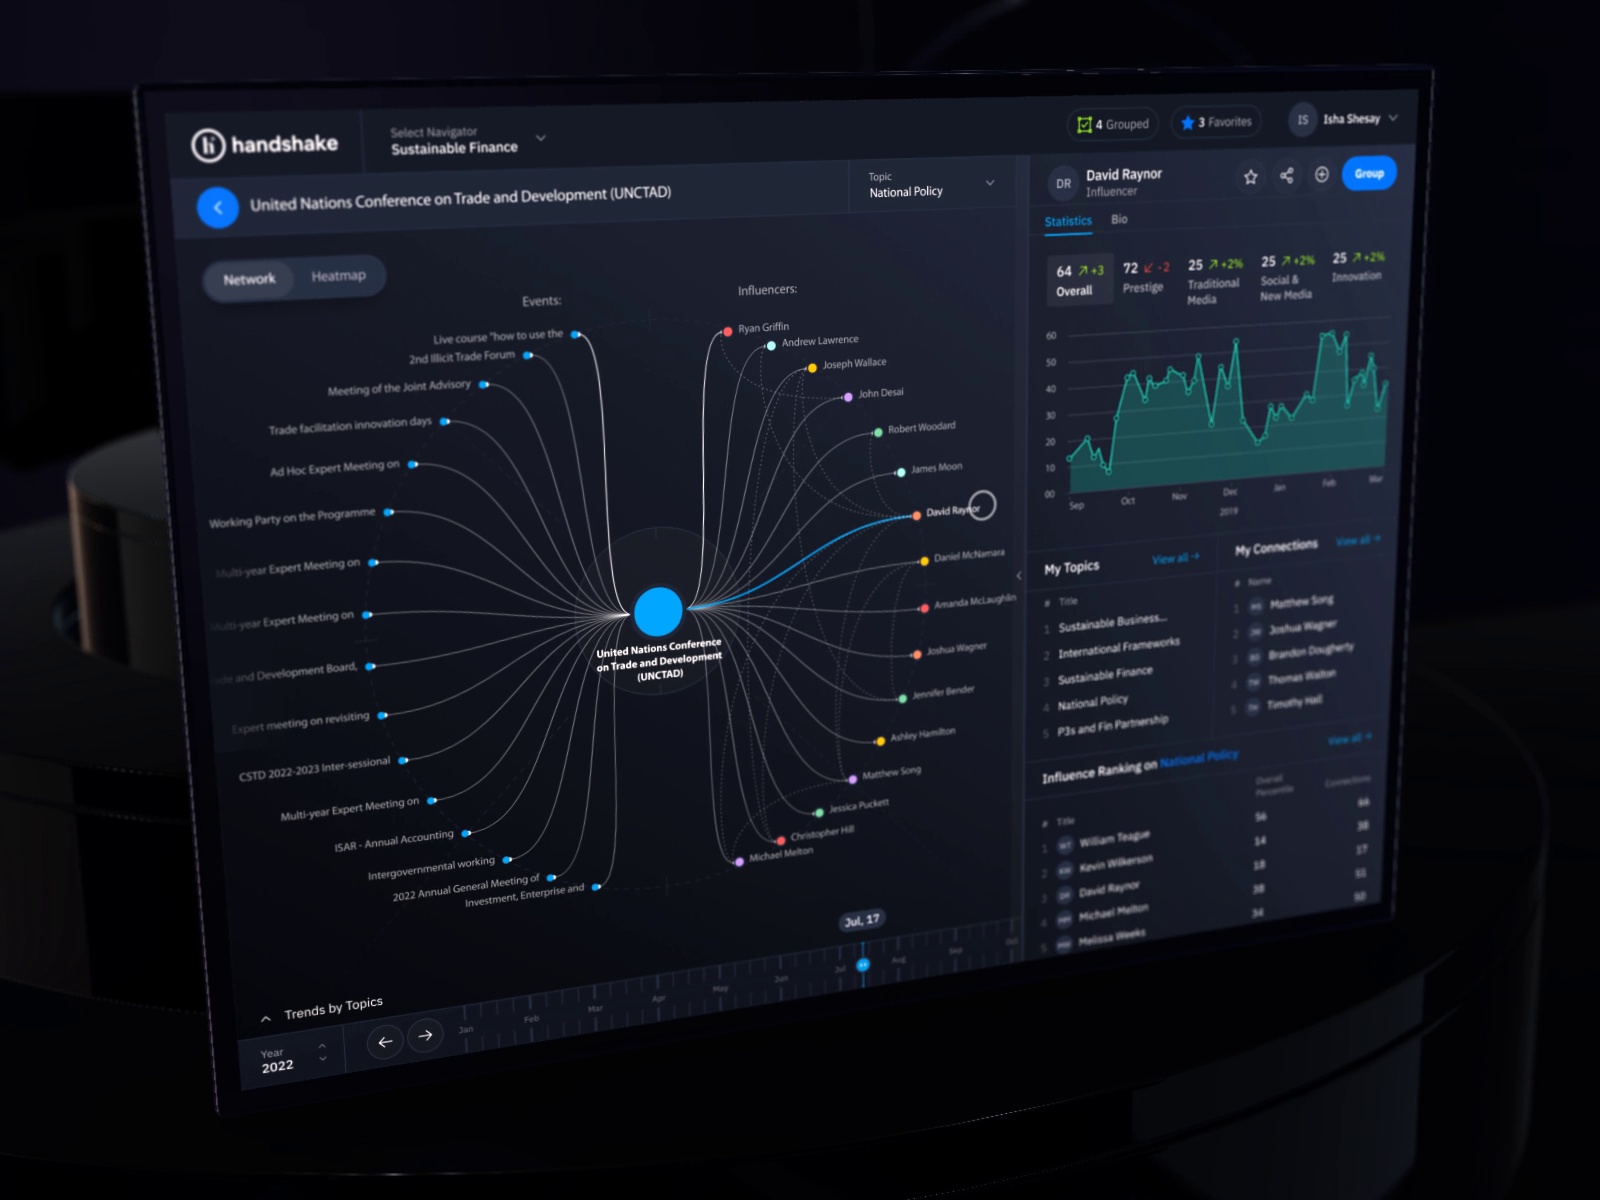 handshake
Select Navigator
Sustainable Finance
4 Grouped
3 Favorites
IS
Isha Shesay
United Nations Conference on Trade and Development (UNCTAD)
Topic
National Policy
Network
Heatmap
Events:
Live course "how to use the
2nd Illicit Trade Forum
Meeting of the Joint Advisory
Trade facilitation innovation days
Ad Hoc Expert Meeting on
Working Party on the Programme
Multi-year Expert Meeting on
Multi-year Expert Meeting on
and Development Board,
Expert meeting on revisiting
CSTD 2022-2023 Inter-sessional
Multi-year Expert Meeting on
ISAR - Annual Accounting
Intergovernmental working
2022 Annual General Meeting of
Investment, Enterprise and
United Nations Conference
on Trade and Development
(UNCTAD)
Influencers:
Ryan Griffin
Andrew Lawrence
Joseph Wallace
John Desai
Robert Woodard
James Moon
David Raynor
Daniel McNamara
Amanda McLaughlin
Joshua Wagner
Jennifer Bender
Ashley Hamilton
Matthew Song
Jessica Puckett
Christopher Hill
Michael Melton
DR
David Raynor
Influencer
Group
Statistics
Bio
64 +3
Overall
72 -2
Prestige
25 +2%
Traditional
Media
25 +2%
Social &
New Media
25 +2%
Innovation
60
50
40
30
20
10
00
Sep
Oct
Nov
Dec
Jan
Feb
Mar
2019
My Topics
View all →
# Title
1 Sustainable Business...
2 International Frameworks
3 Sustainable Finance
4 National Policy
5 P3s and Fin Partnership
My Connections
View all →
# Name
1 MS Matthew Song
2 JW Joshua Wagner
3 BD Brandon Dougherty
4 TW Thomas Walton
5 TH Timothy Hall
Influence Ranking on National Policy
View all →
# Title
Overall
Percentile
Connections
1 WT William Teague
2 KW Kevin Wilkerson
3 DR David Raynor
4 MM Michael Melton
5 MW Melissa Weeks
56
14
18
38
34
38
17
51
Trends by Topics
Year
2022
Jul, 17
Jan
Feb
Mar
Apr
May
Jun
Jul
Aug
Sep
Oct